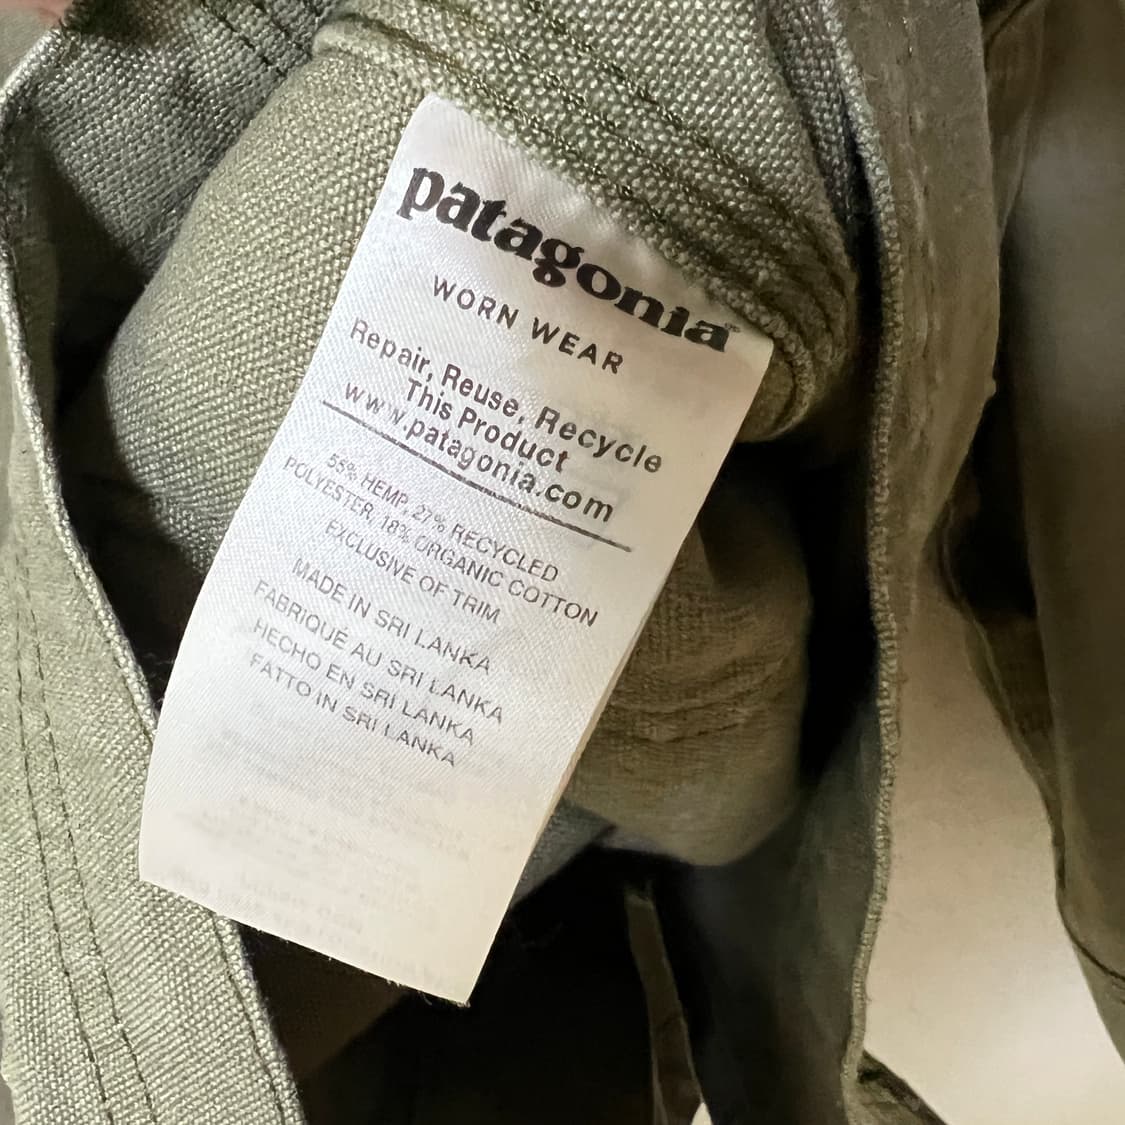 patagonia®
WORN WEAR
Repair, Reuse, Recycle
This Product
www.patagonia.com
55% HEMP, 27% RECYCLED
POLYESTER, 18% ORGANIC COTTON
EXCLUSIVE OF TRIM
MADE IN SRI LANKA
FABRIQUÉ AU SRI LANKA
HECHO EN SRI LANKA
FATTO IN SRI LANKA